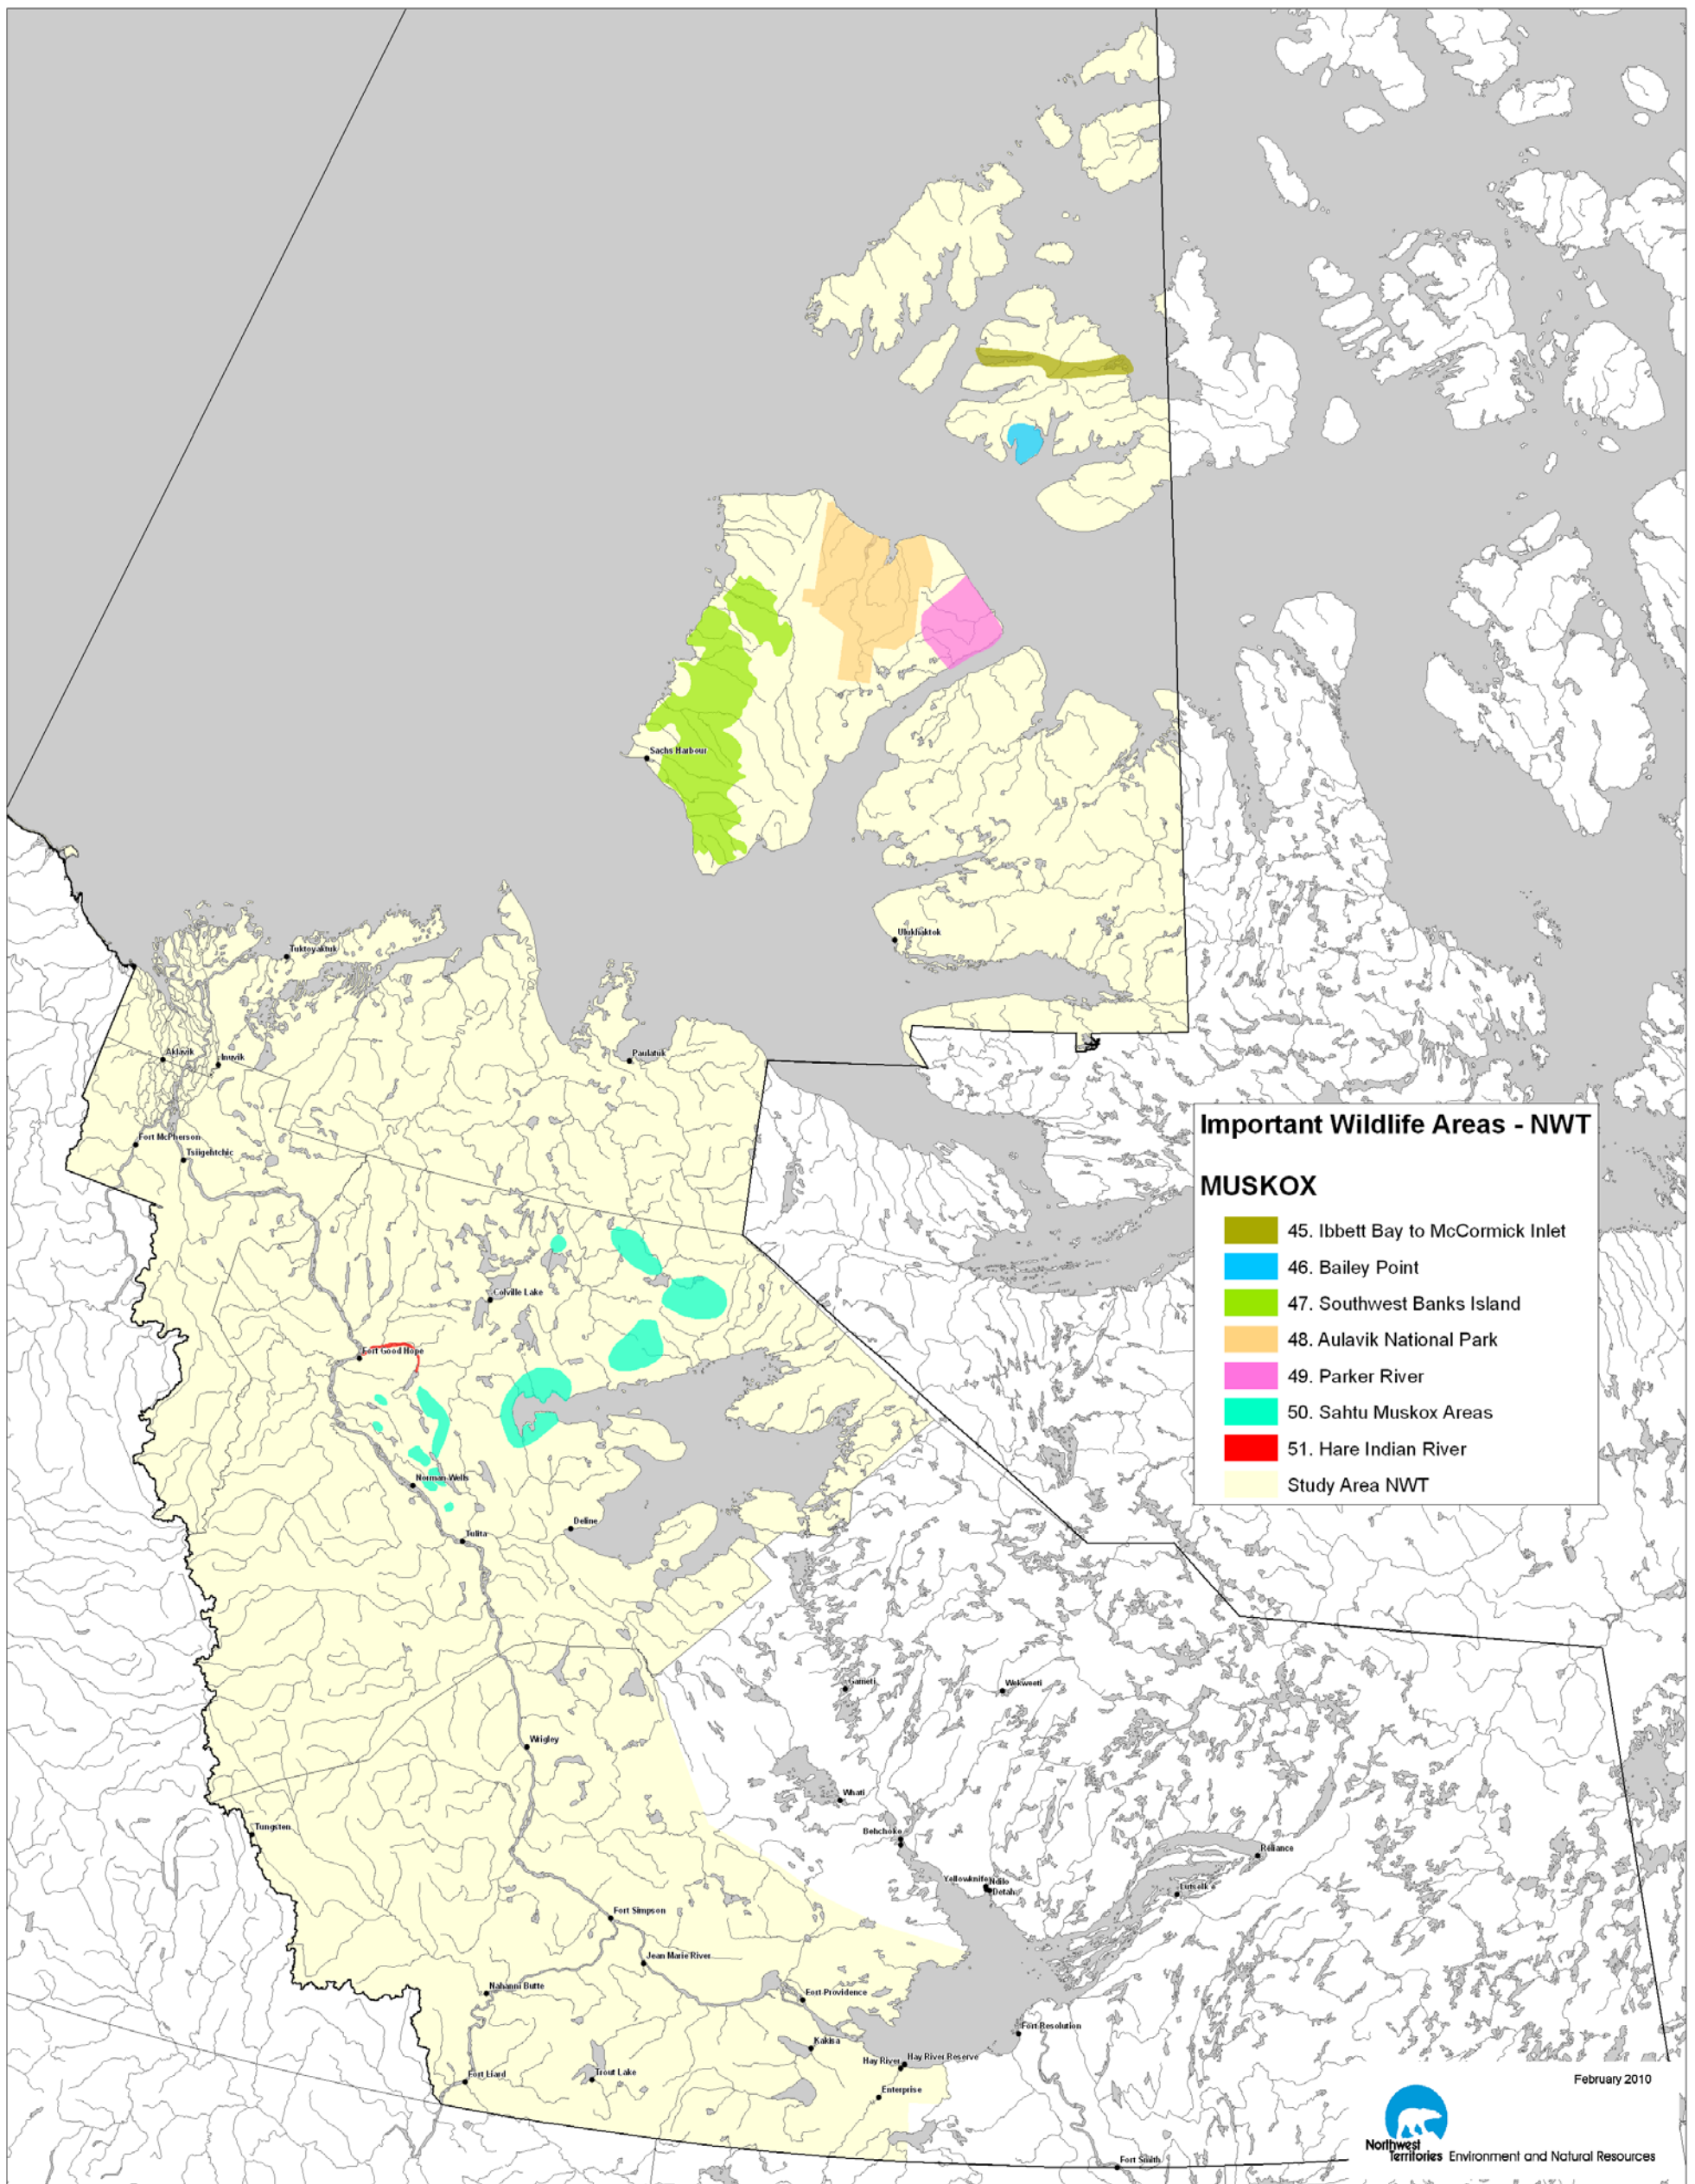 Sachs Harbour
Ulukhaktok
Tuktoyaktuk
Aklavik
Inuvik
Paulatuk
Fort McPherson
Tsiigehtchic
Important Wildlife Areas - NWT
MUSKOX
45. Ibbett Bay to McCormick Inlet
46. Bailey Point
47. Southwest Banks Island
48. Aulavik National Park
49. Parker River
50. Sahtu Muskox Areas
51. Hare Indian River
Study Area NWT
Colville Lake
Fort Good Hope
Norman Wells
Deline
Tulita
Gameti
Wekweeti
Wrigley
Whati
Tungsten
Behchoko
Reliance
Yellowknife
Ndilo
Detah
Lutselk'e
Fort Simpson
Jean Marie River
Nahanni Butte
Fort Providence
Fort Resolution
Kakisa
Hay River
Hay River Reserve
Fort Liard
Trout Lake
Enterprise
Fort Smith
February 2010
Northwest
Territories Environment and Natural Resources